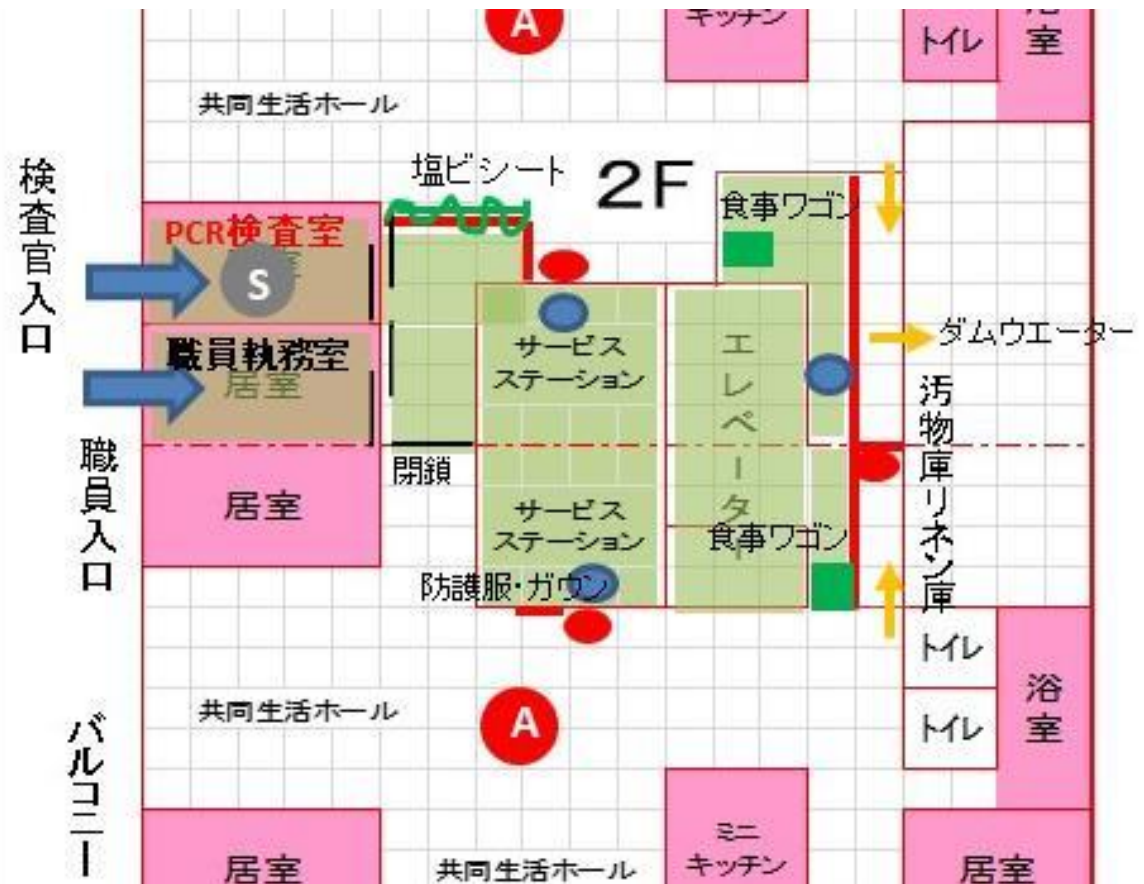 A
キッチン
トイレ
浴室
共同生活ホール
検査官入口
塩ビシート
2F
食事ワゴン
PCR検査室
S
ダムウエーター
職員執務室
居室
サービス
ステーション
エレベーター
汚物庫リネン庫
職員入口
閉鎖
居室
サービス
ステーション
食事ワゴン
防護服・ガウン
トイレ
浴室
共同生活ホール
A
トイレ
バルコニー
ミニ
キッチン
居室
共同生活ホール
居室